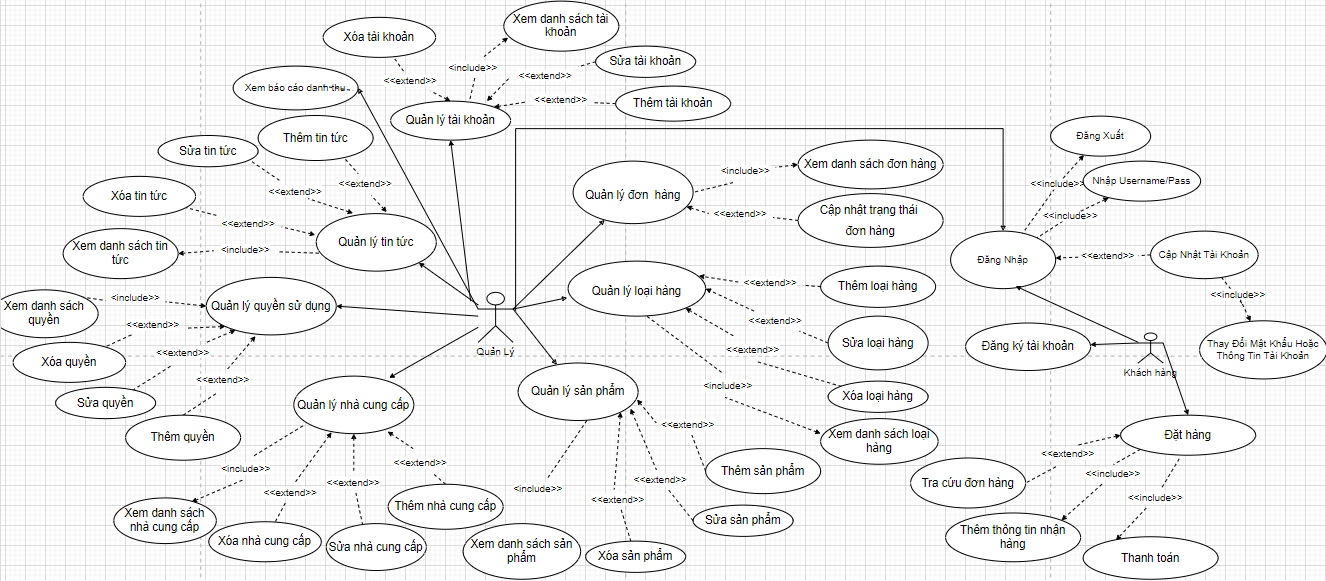 Xóa tài khoản
Xem danh sách tài
khoản
<<extend>>
<include>>
Sửa tài khoản
<<extend>>
Xem báo cáo danh thu
<<extend>>
Thêm tài khoản
Quản lý tài khoản
Thêm tin tức
Sửa tin tức
<<extend>>
<<extend>>
Xóa tin tức
<<extend>>
Quản lý tin tức
Xem danh sách tin
tức
<<include>>
Quản lý đơn hàng
<include>>
Xem danh sách đơn hàng
<<extend>>
Cập nhật trạng thái
đơn hàng
Đăng Xuất
<<include>>
Nhập Username/Pass
<<include>>
Đăng Nhập
<<extend>>
Cập Nhật Tài Khoản
<<include>>
Thay Đổi Mật Khẩu Hoặc
Thông Tin Tài Khoản
Xem danh sách
quyền
<<include>>
Quản lý quyền sử dụng
<<extend>>
Xóa quyền
<<extend>>
Sửa quyền
<<extend>>
Thêm quyền
Quản Lý
Quản lý loại hàng
<<extend>>
Thêm loại hàng
<<extend>>
Sửa loại hàng
<<extend>>
Xóa loại hàng
<include>>
Xem danh sách loại
hàng
Đăng ký tài khoản
Khách hàng
Quản lý nhà cung cấp
<<include>>
Xem danh sách
nhà cung cấp
<<extend>>
Xóa nhà cung cấp
<<extend>>
Sửa nhà cung cấp
<<extend>>
Thêm nhà cung cấp
Quản lý sản phẩm
<include>>
Xem danh sách sản
phẩm
<<extend>>
Xóa sản phẩm
<<extend>>
Sửa sản phẩm
<<extend>>
Thêm sản phẩm
Đặt hàng
<<extend>>
Tra cứu đơn hàng
<<include>>
Thêm thông tin nhận
hàng
<<include>>
Thanh toán